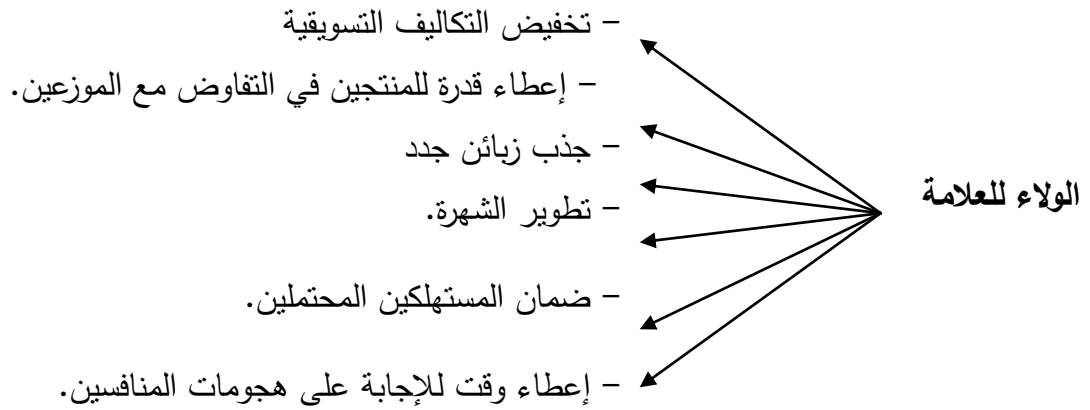 - تخفيض التكاليف التسويقية
- إعطاء قدرة للمنتجين في التفاوض مع الموزعين.
- جذب زبائن جدد
الولاء للعلامة
- تطوير الشهرة.
- ضمان المستهلكين المحتملين.
- إعطاء وقت للإجابة على هجومات المنافسين.